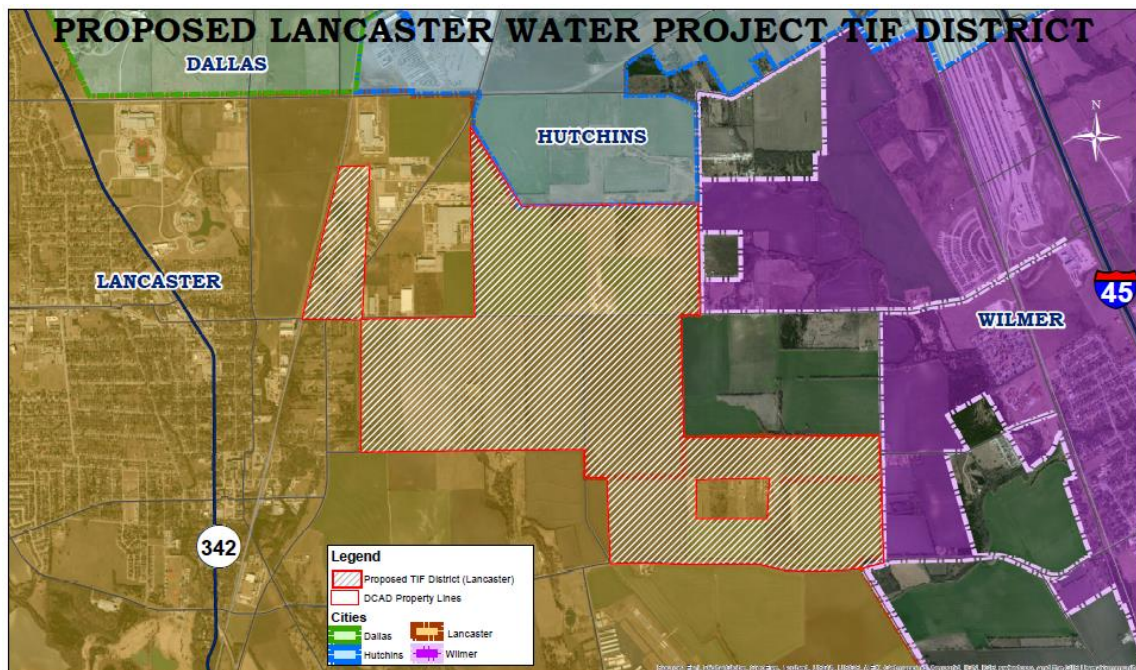 PROPOSED LANCASTER WATER PROJECT TIF DISTRICT
DALLAS
HUTCHINS
N
LANCASTER
45
WILMER
342
Legend
Proposed TIF District (Lancaster)
DCAD Property Lines
Cities
Dallas
Lancaster
Hutchins
Wilmer